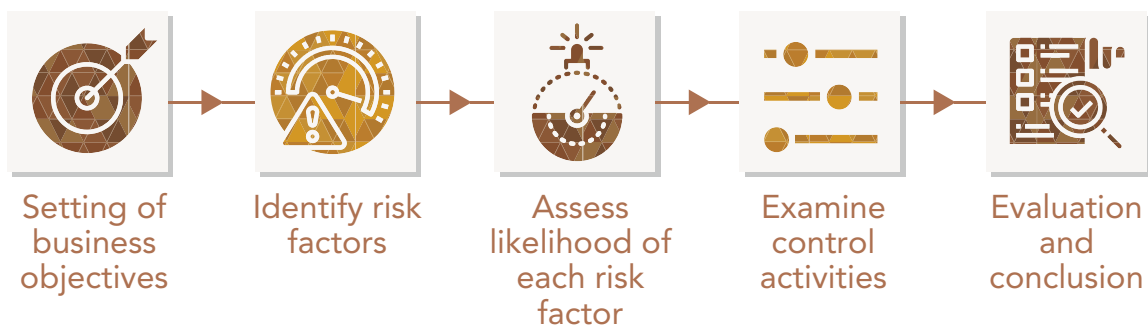 Setting of
business
objectives
Identify risk
factors
Assess
likelihood of
each risk
factor
Examine
control
activities
Evaluation
and
conclusion